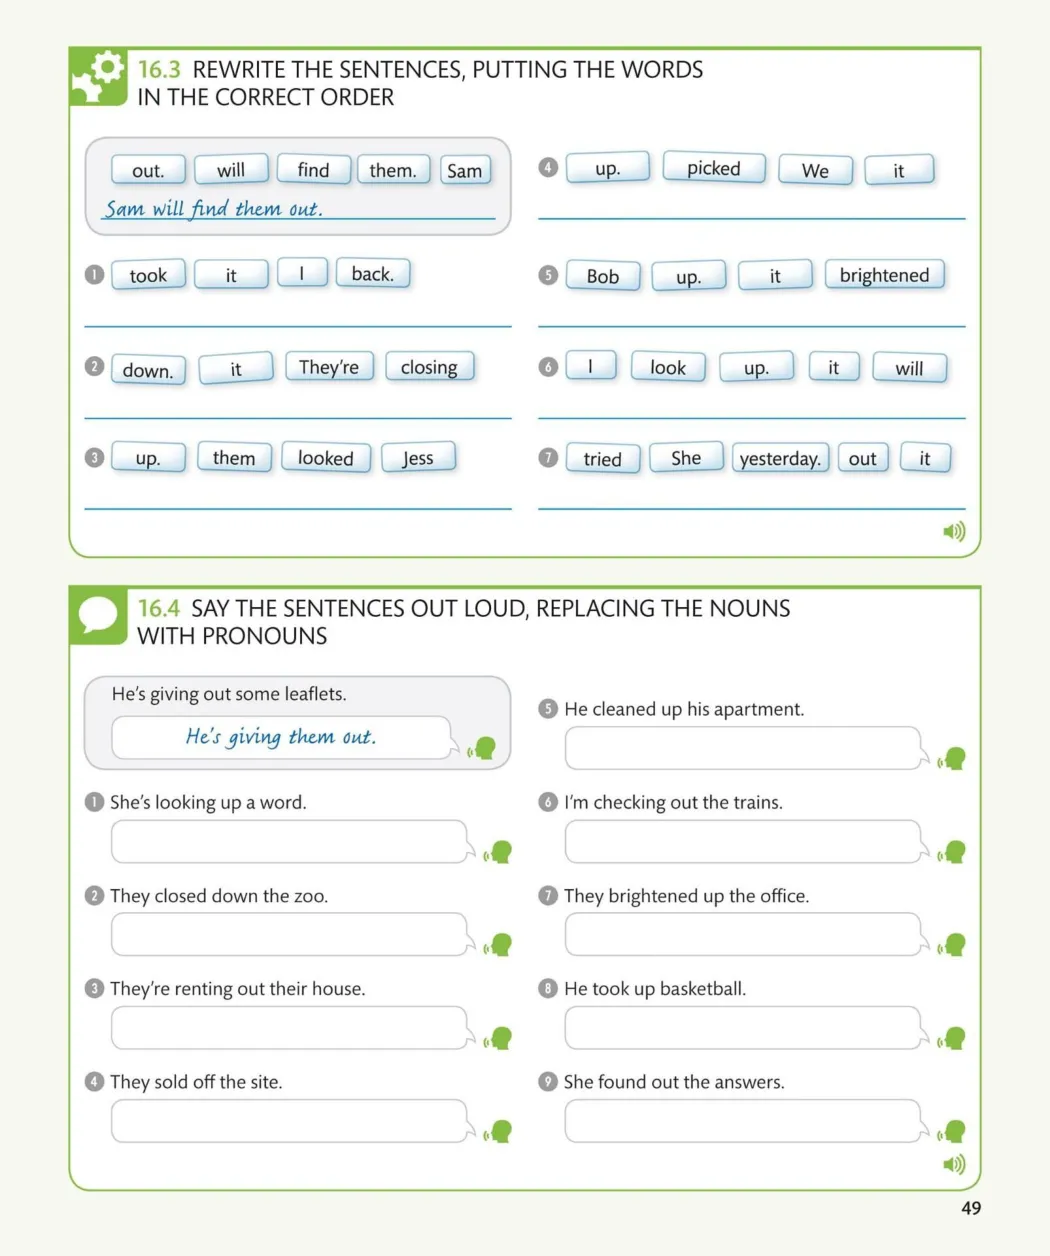 16.3 REWRITE THE SENTENCES, PUTTING THE WORDS
IN THE CORRECT ORDER
out. will find them. Sam
Sam will find them out.
1 took it I back.
2 down. it They're closing
3 up. them looked Jess
4 up. picked We it
5 Bob up. it brightened
6 I look up. it will
7 tried She yesterday. out it
16.4 SAY THE SENTENCES OUT LOUD, REPLACING THE NOUNS
WITH PRONOUNS
He's giving out some leaflets.
He's giving them out.
1 She's looking up a word.
2 They closed down the zoo.
3 They're renting out their house.
4 They sold off the site.
5 He cleaned up his apartment.
6 I'm checking out the trains.
7 They brightened up the office.
8 He took up basketball.
9 She found out the answers.
49